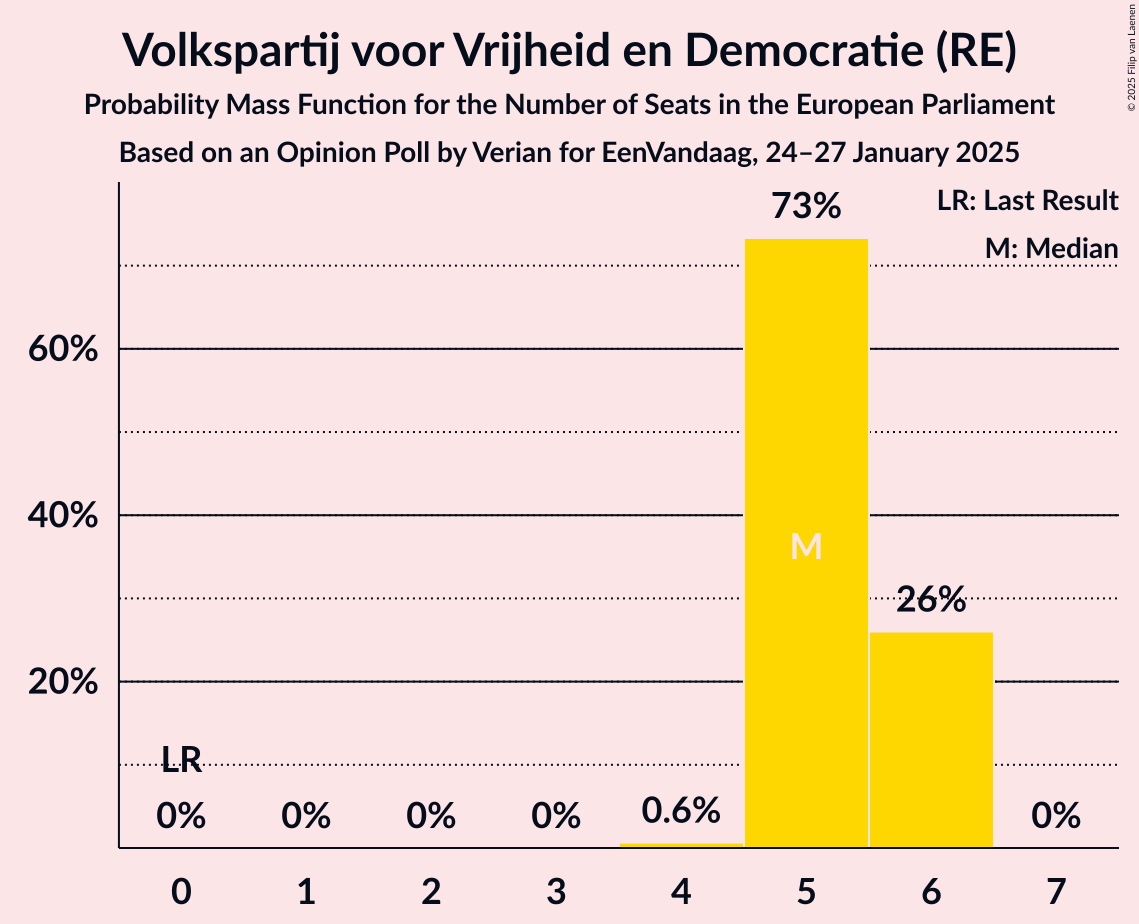 Volkspartij voor Vrijheid en Democratie (RE)
Probability Mass Function for the Number of Seats in the European Parliament
Based on an Opinion Poll by Verian for EenVandaag, 24–27 January 2025
© 2025 Filip van Laenen
LR: Last Result
M: Median
73%
60%
40%
M
26%
20%
LR
0% 0% 0% 0% 0.6% 0%
0 1 2 3 4 5 6 7